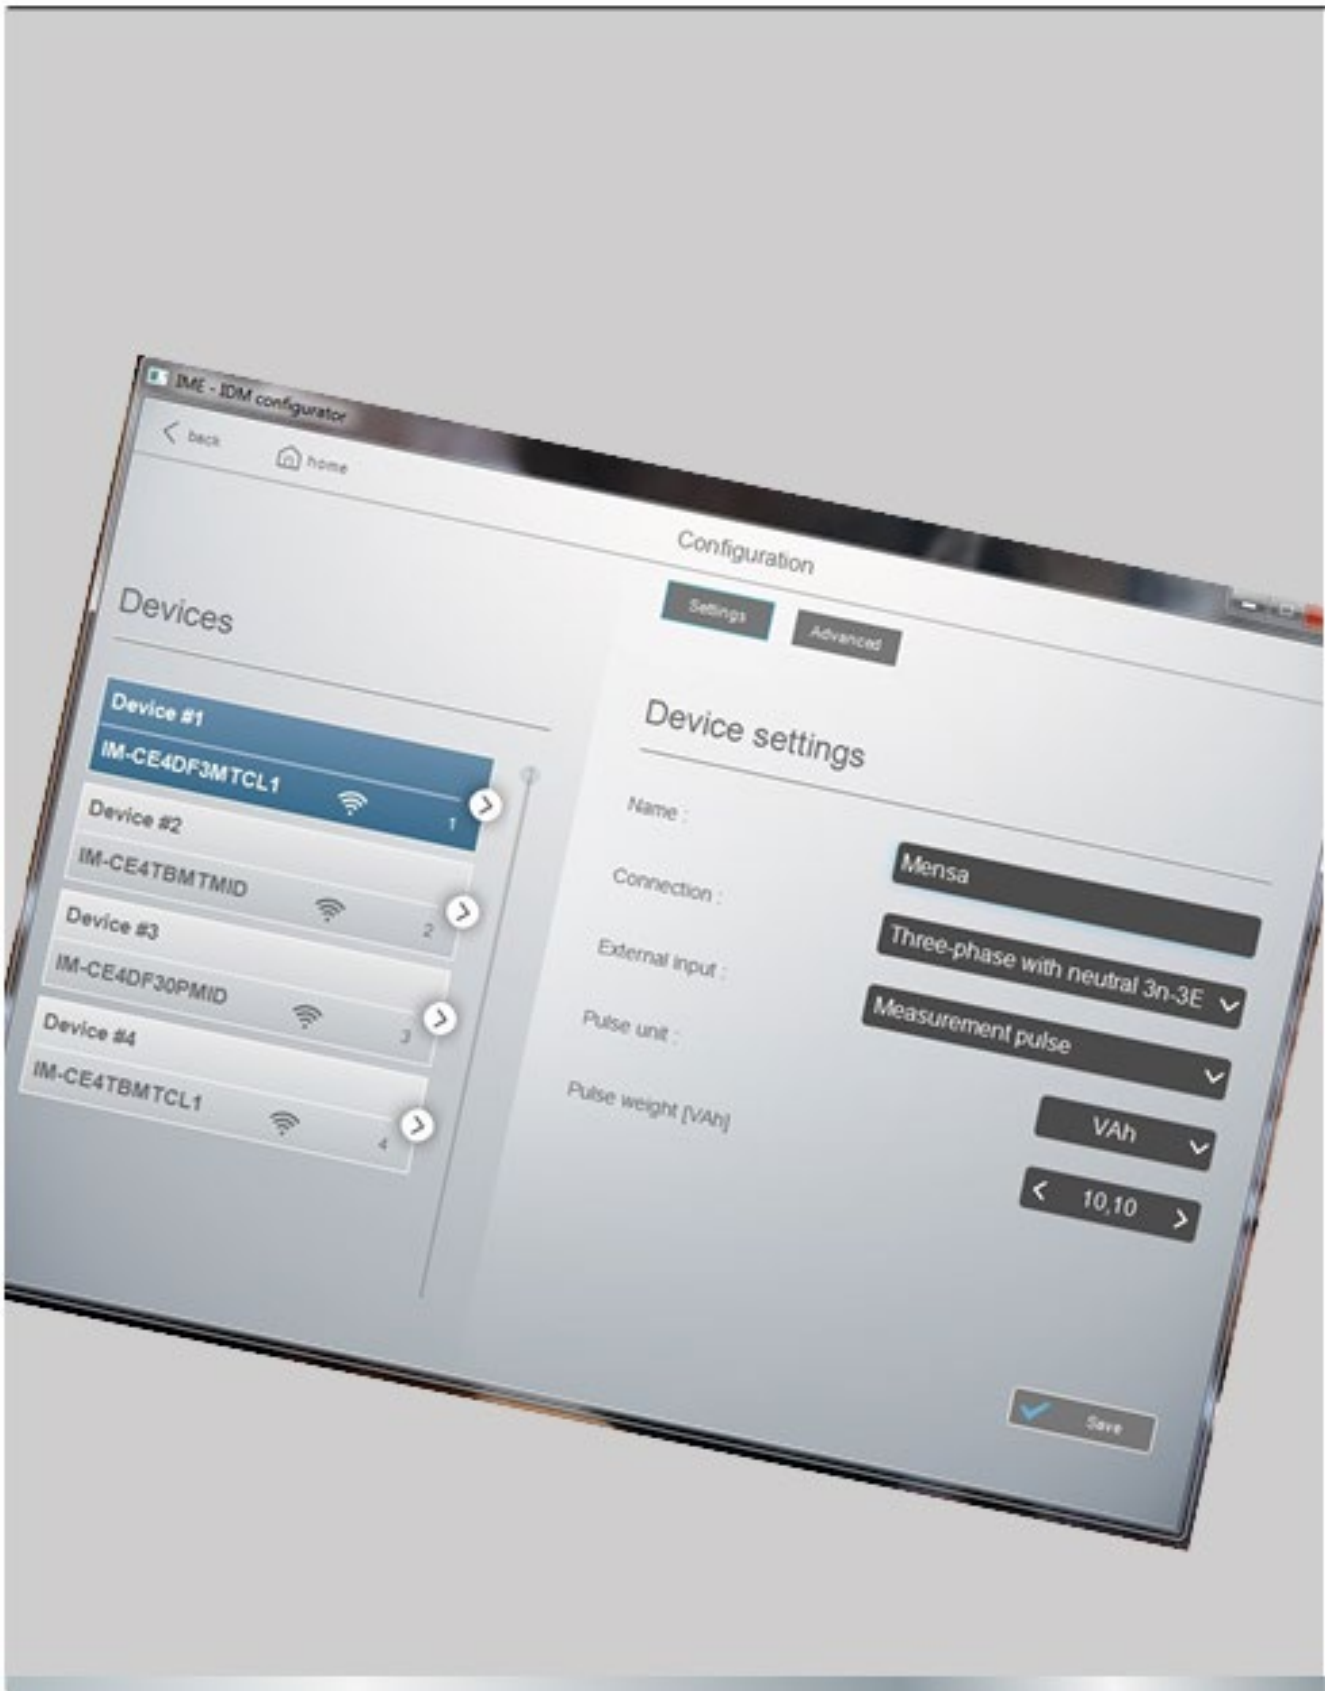 IME - IDM configurator
back
home
Configuration
Settings
Advanced
Devices
Device #1
IM-CE4DF3MTCL1
1
Device #2
IM-CE4TBMTMID
2
Device #3
IM-CE4DF30PMID
3
Device #4
IM-CE4TBMTCL1
4
Device settings
Name :
Mensa
Connection :
Three-phase with neutral 3n-3E
External input :
Measurement pulse
Pulse unit :
VAh
Pulse weight [VAh]
10,10
Save